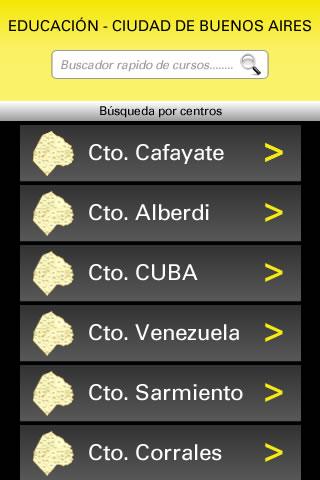 EDUCACIÓN - CIUDAD DE BUENOS AIRES
Buscador rapido de cursos........
Búsqueda por centros
Cto. Cafayate >
Cto. Alberdi >
Cto. CUBA >
Cto. Venezuela >
Cto. Sarmiento >
Cto. Corrales >